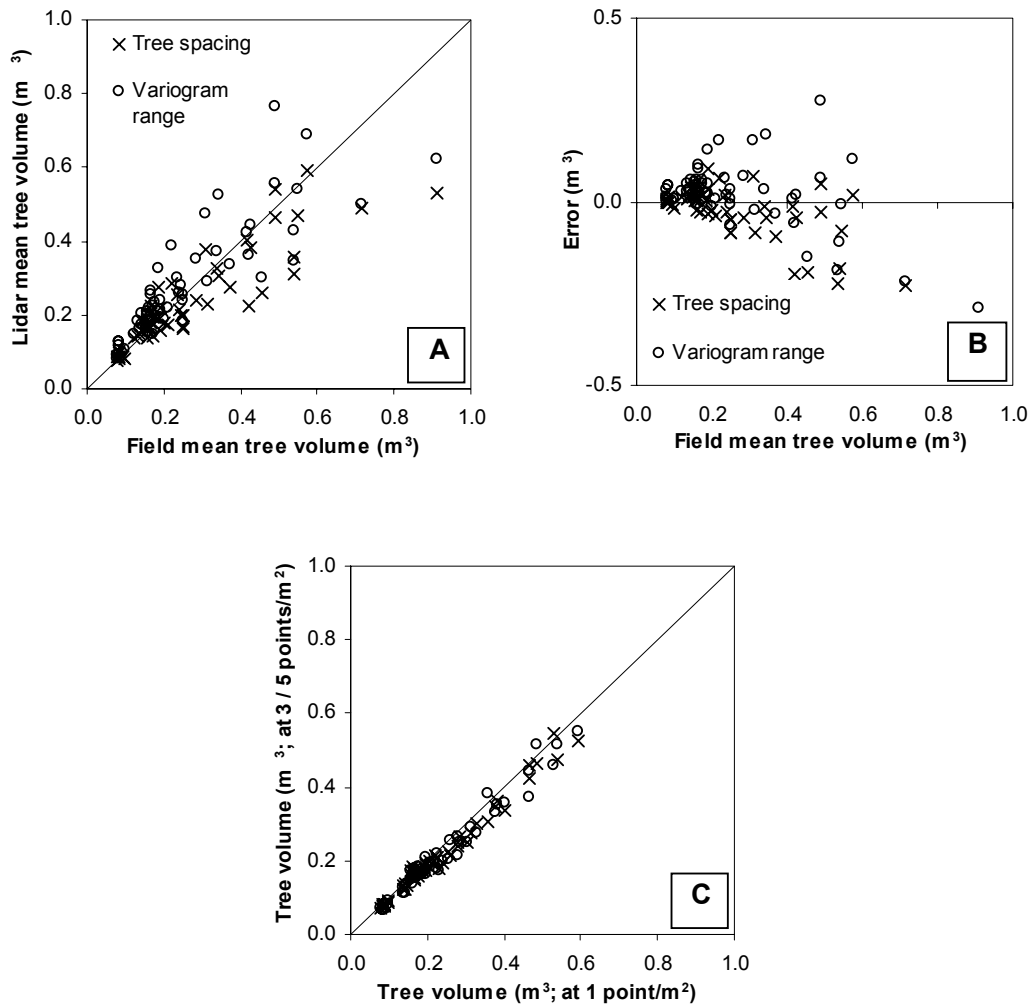 Lidar mean tree volume (m³)
1.0
0.8
0.6
0.4
0.2
0.0
Tree spacing
Variogram
range
A
0.0 0.2 0.4 0.6 0.8 1.0
Field mean tree volume (m³)
Error (m³)
0.5
0.0
-0.5
Tree spacing
Variogram range
B
0.0 0.2 0.4 0.6 0.8 1.0
Field mean tree volume (m³)
Tree volume (m³; at 3 / 5 points/m²)
1.0
0.8
0.6
0.4
0.2
0.0
C
0.0 0.2 0.4 0.6 0.8 1.0
Tree volume (m³; at 1 point/m²)